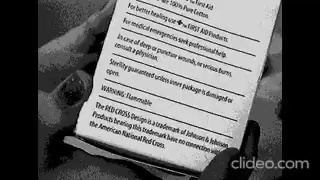 First Aid
100% Pure Cotton.
For better healing use FIRST AID Products.
For medical emergencies seek professional help.
In case of deep or puncture wounds, or serious burns,
consult a physician.
Sterility guaranteed unless inner package is damaged or
open.
WARNING: Flammable
The RED CROSS Design is a trademark of Johnson & Johnson
Products bearing this trademark have no connection with
the American National Red Cross.
clideo.com